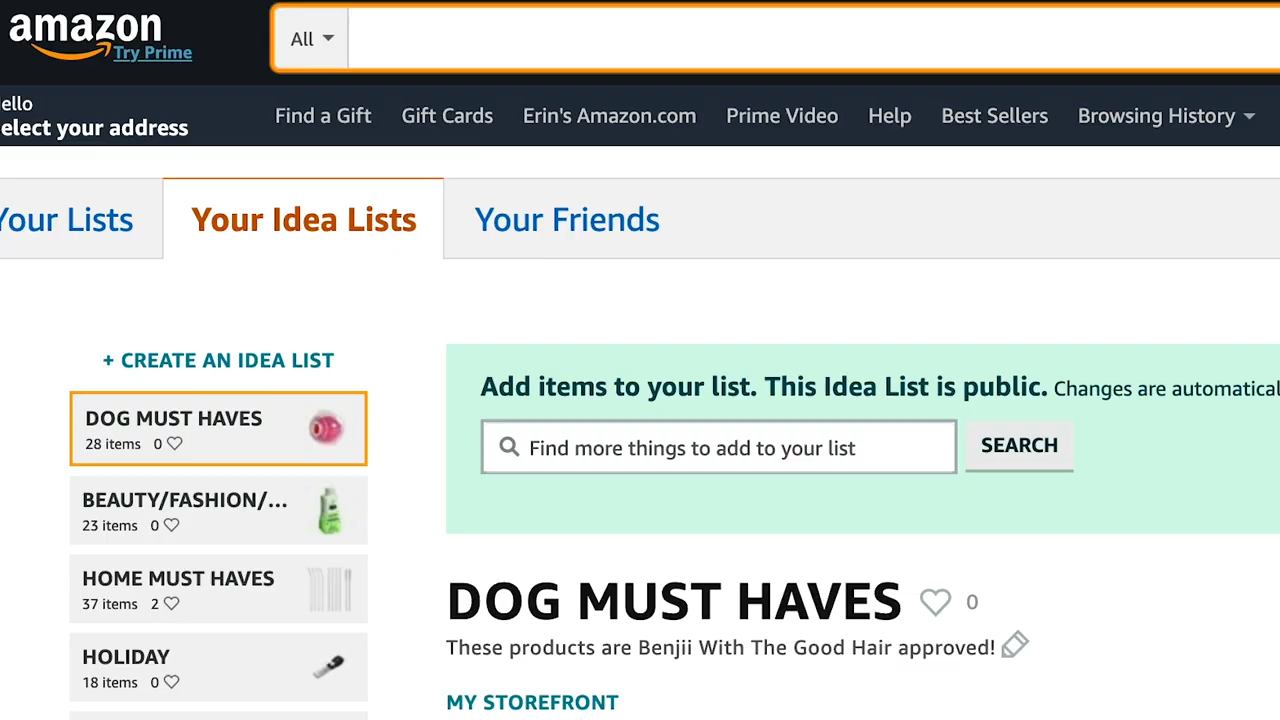 amazon
Try Prime
All
ello
elect your address
Find a Gift
Gift Cards
Erin's Amazon.com
Prime Video
Help
Best Sellers
Browsing History
Your Lists
Your Idea Lists
Your Friends
+ CREATE AN IDEA LIST
DOG MUST HAVES
28 items 0
BEAUTY/FASHION/...
23 items 0
HOME MUST HAVES
37 items 2
HOLIDAY
18 items 0
Add items to your list. This Idea List is public. Changes are automatical
Find more things to add to your list
SEARCH
DOG MUST HAVES 0
These products are Benjii With The Good Hair approved!
MY STOREFRONT